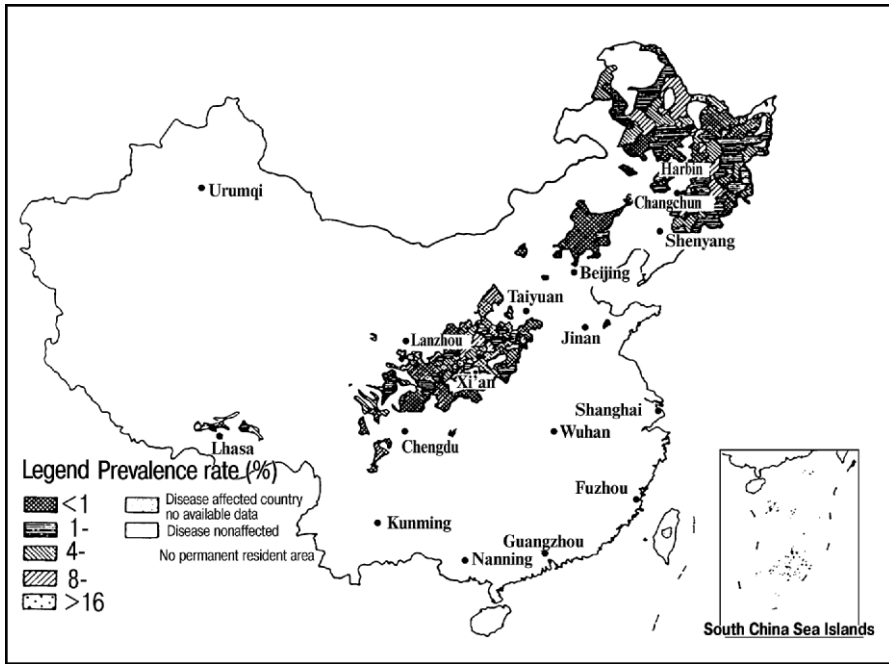 Harbin
Urumqi
Changchun
Shenyang
Beijing
Taiyuan
Lanzhou
Jinan
Xi'an
Shanghai
Wuhan
Chengdu
Lhasa
Legend Prevalence rate (%)
<1
1-
4-
8-
>16
Disease affected country
no available data
Disease nonaffected
No permanent resident area
Fuzhou
Kunming
Guangzhou
Nanning
South China Sea Islands